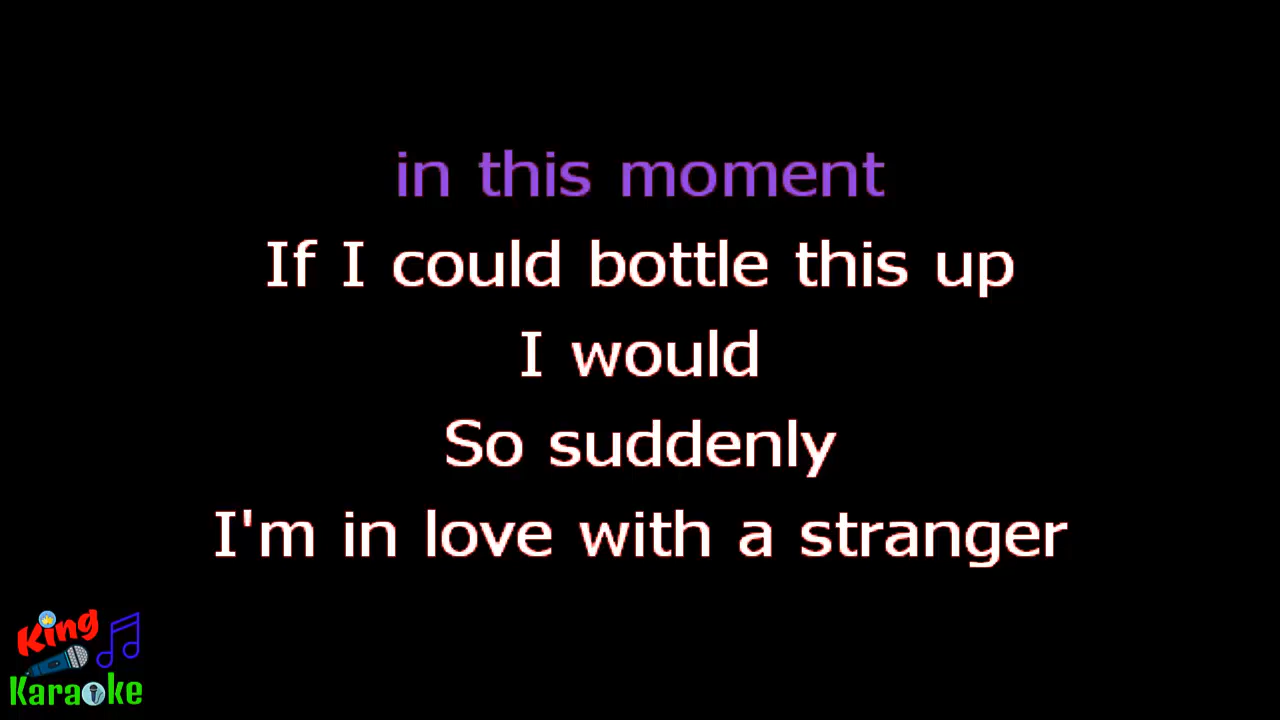 in this moment
If I could bottle this up
I would
So suddenly
I'm in love with a stranger
King
Karaoke